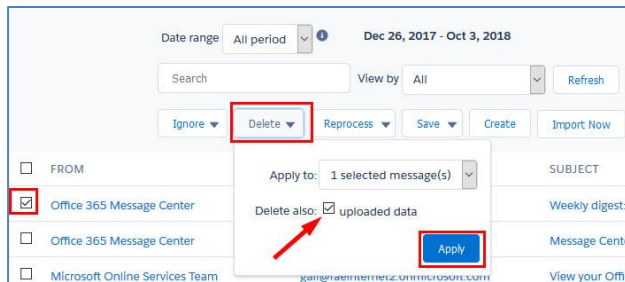 Date range All period Dec 26, 2017 - Oct 3, 2018
Search View by All Refresh
Ignore Delete Reprocess Save Create Import Now
FROM Apply to: 1 selected message(s) SUBJECT
Office 365 Message Center Delete also: uploaded data Weekly digest:
Office 365 Message Center Apply Message Cent
Microsoft Online Services Team View your Offi